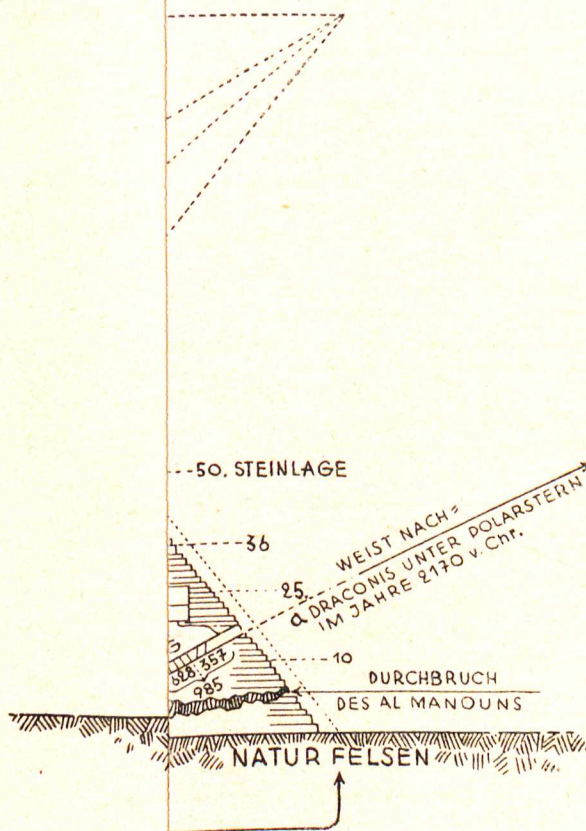 50. STEINLAGE
36
25.
WEIST NACH=
α DRACONIS UNTER POLARSTERN
IM JAHRE 2170 v. Chr.
10
628; 357
985
DURCHBRUCH
DES AL MANOUNS
NATUR FELSEN